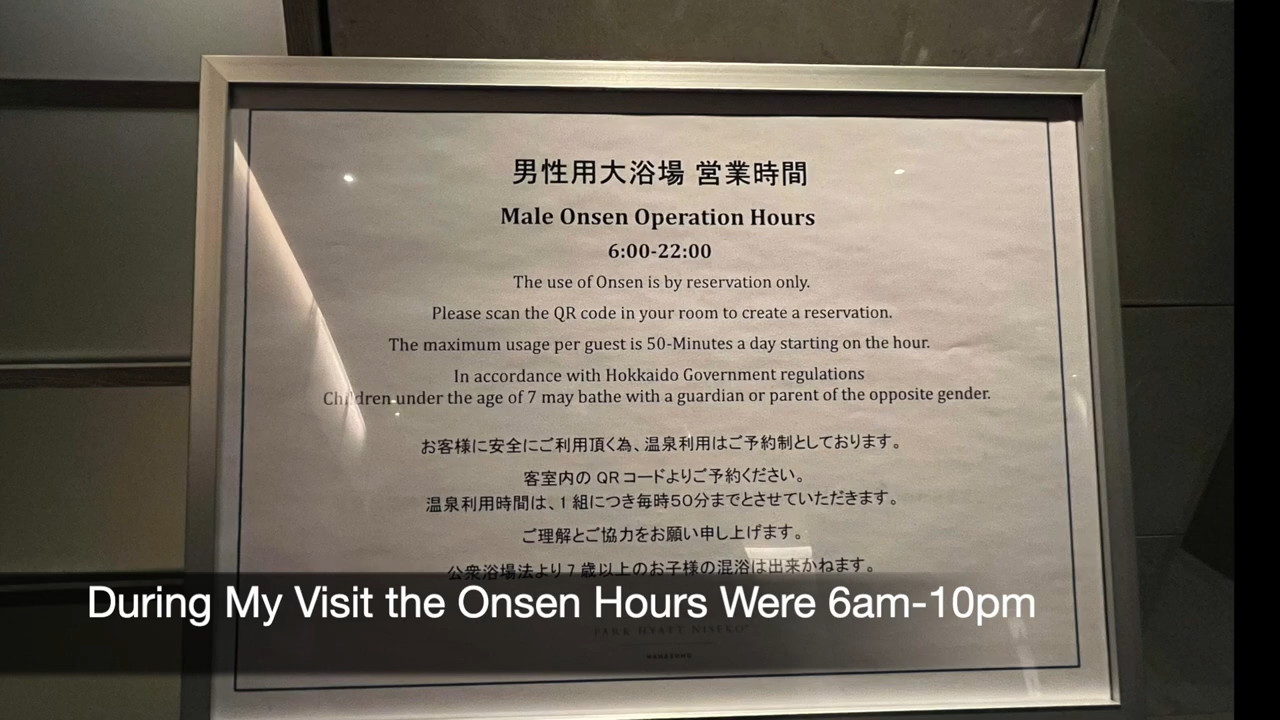 男性用大浴場 営業時間
Male Onsen Operation Hours
6:00-22:00
The use of Onsen is by reservation only.
Please scan the QR code in your room to create a reservation.
The maximum usage per guest is 50-Minutes a day starting on the hour.
In accordance with Hokkaido Government regulations
Children under the age of 7 may bathe with a guardian or parent of the opposite gender.
お客様に安全にご利用頂く為、温泉利用はご予約制としております。
客室内の QRコードよりご予約ください。
温泉利用時間は、1 組につき毎時50分までとさせていただきます。
ご理解とご協力をお願い申し上げます。
公衆浴場法より 7 歳以上のお子様の混浴は出来かねます。
During My Visit the Onsen Hours Were 6am-10pm
PARK HYATT NISEKO